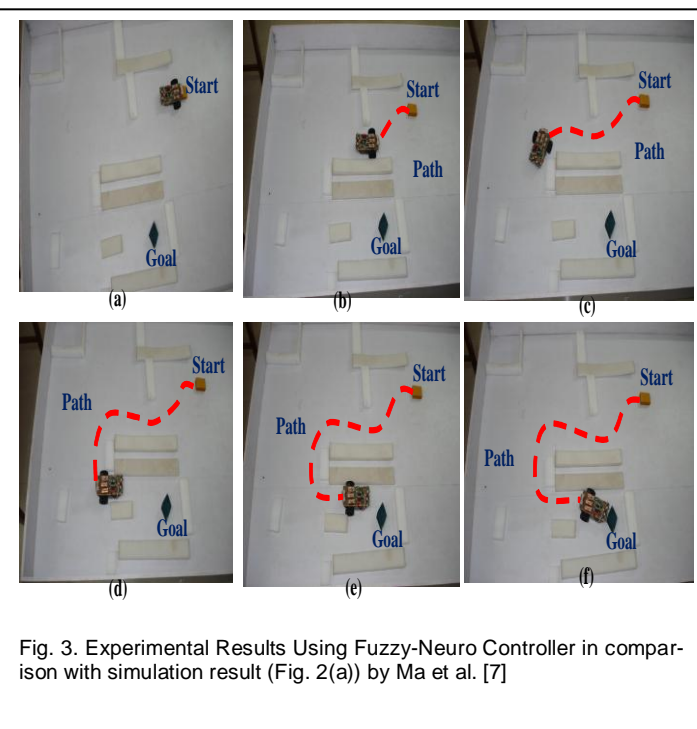 Start
Goal
(a)
Start
Path
Goal
(b)
Start
Path
Goal
(c)
Start
Path
Goal
(d)
Start
Path
Goal
(e)
Start
Path
Goal
(f)
Fig. 3. Experimental Results Using Fuzzy-Neuro Controller in compar-
ison with simulation result (Fig. 2(a)) by Ma et al. [7]